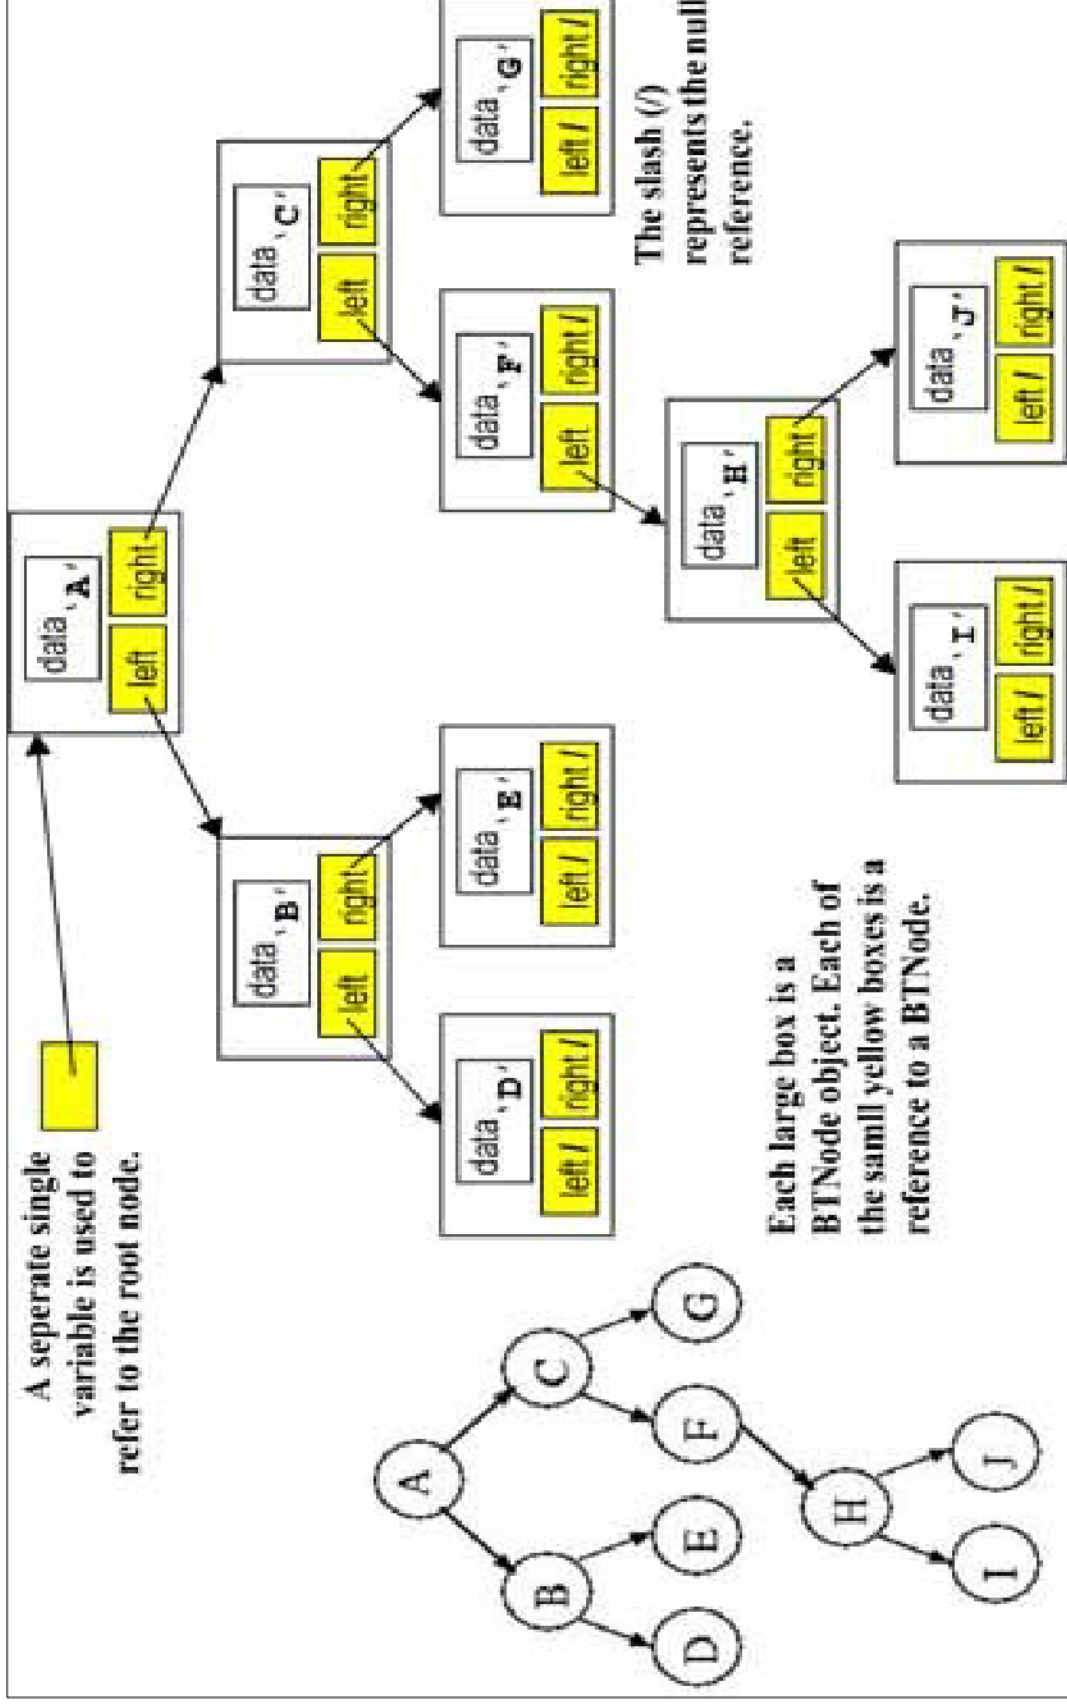 A seperate single
variable is used to
refer to the root node.
data 'A'
left right
data 'B'
left right
data 'C'
left right
data 'D'
left / right /
data 'E'
left / right /
data 'F'
left right /
data 'G'
left / right /
The slash (/)
represents the null
reference.
data 'H'
left right
data 'I'
left / right /
data 'J'
left / right /
Each large box is a
BTNode object. Each of
the samll yellow boxes is a
reference to a BTNode.
A
B C
D E F G
H
I J